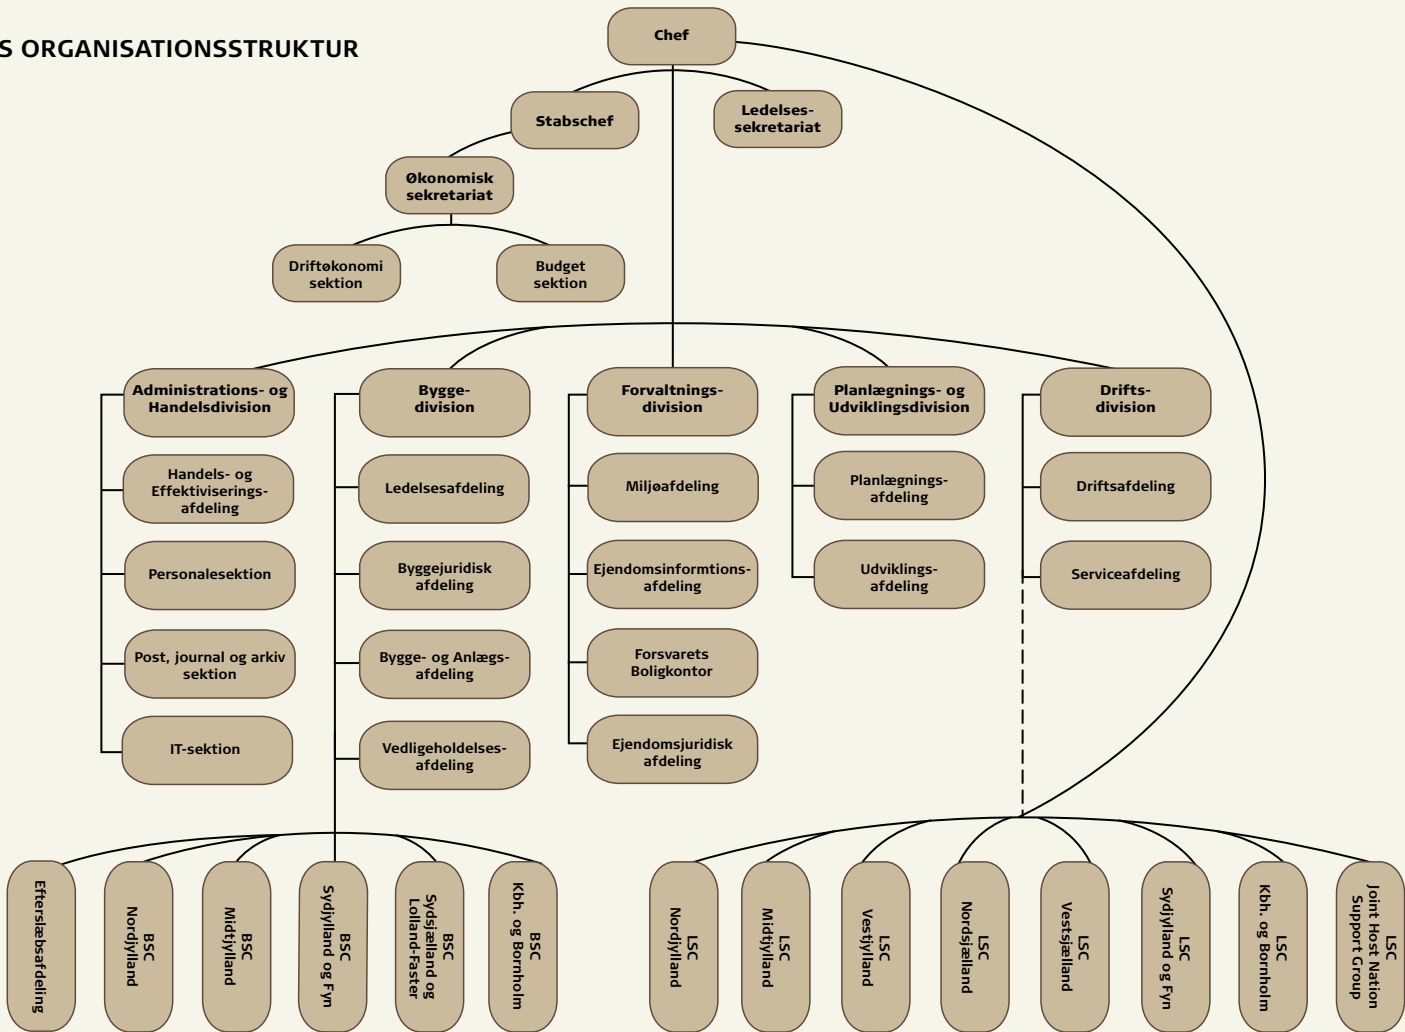 S ORGANISATIONSSTRUKTUR
Chef
Stabschef
Ledelses-
sekretariat
Økonomisk
sekretariat
Driftøkonomi
sektion
Budget
sektion
Administrations- og
Handelsdivision
Bygge-
division
Forvaltnings-
division
Planlægnings- og
Udviklingsdivision
Drifts-
division
Handels- og
Effektiviserings-
afdeling
Ledelsesafdeling
Miljøafdeling
Planlægnings-
afdeling
Driftsafdeling
Personalesektion
Byggejuridisk
afdeling
Ejendomsinformtions-
afdeling
Udviklings-
afdeling
Serviceafdeling
Post, journal og arkiv
sektion
Bygge- og Anlægs-
afdeling
Forsvarets
Boligkontor
IT-sektion
Vedligeholdelses-
afdeling
Ejendomsjuridisk
afdeling
Efterslæbsafdeling
BSC
Nordjylland
BSC
Midtjylland
BSC
Sydjylland og Fyn
BSC
Sydsjælland og
Lolland-Faster
BSC
Kbh. og Bornholm
LSC
Nordjylland
LSC
Midtjylland
LSC
Vestjylland
LSC
Nordsjælland
LSC
Vestsjælland
LSC
Sydjylland og Fyn
LSC
Kbh. og Bornholm
LSC
Joint Host Nation
Support Group